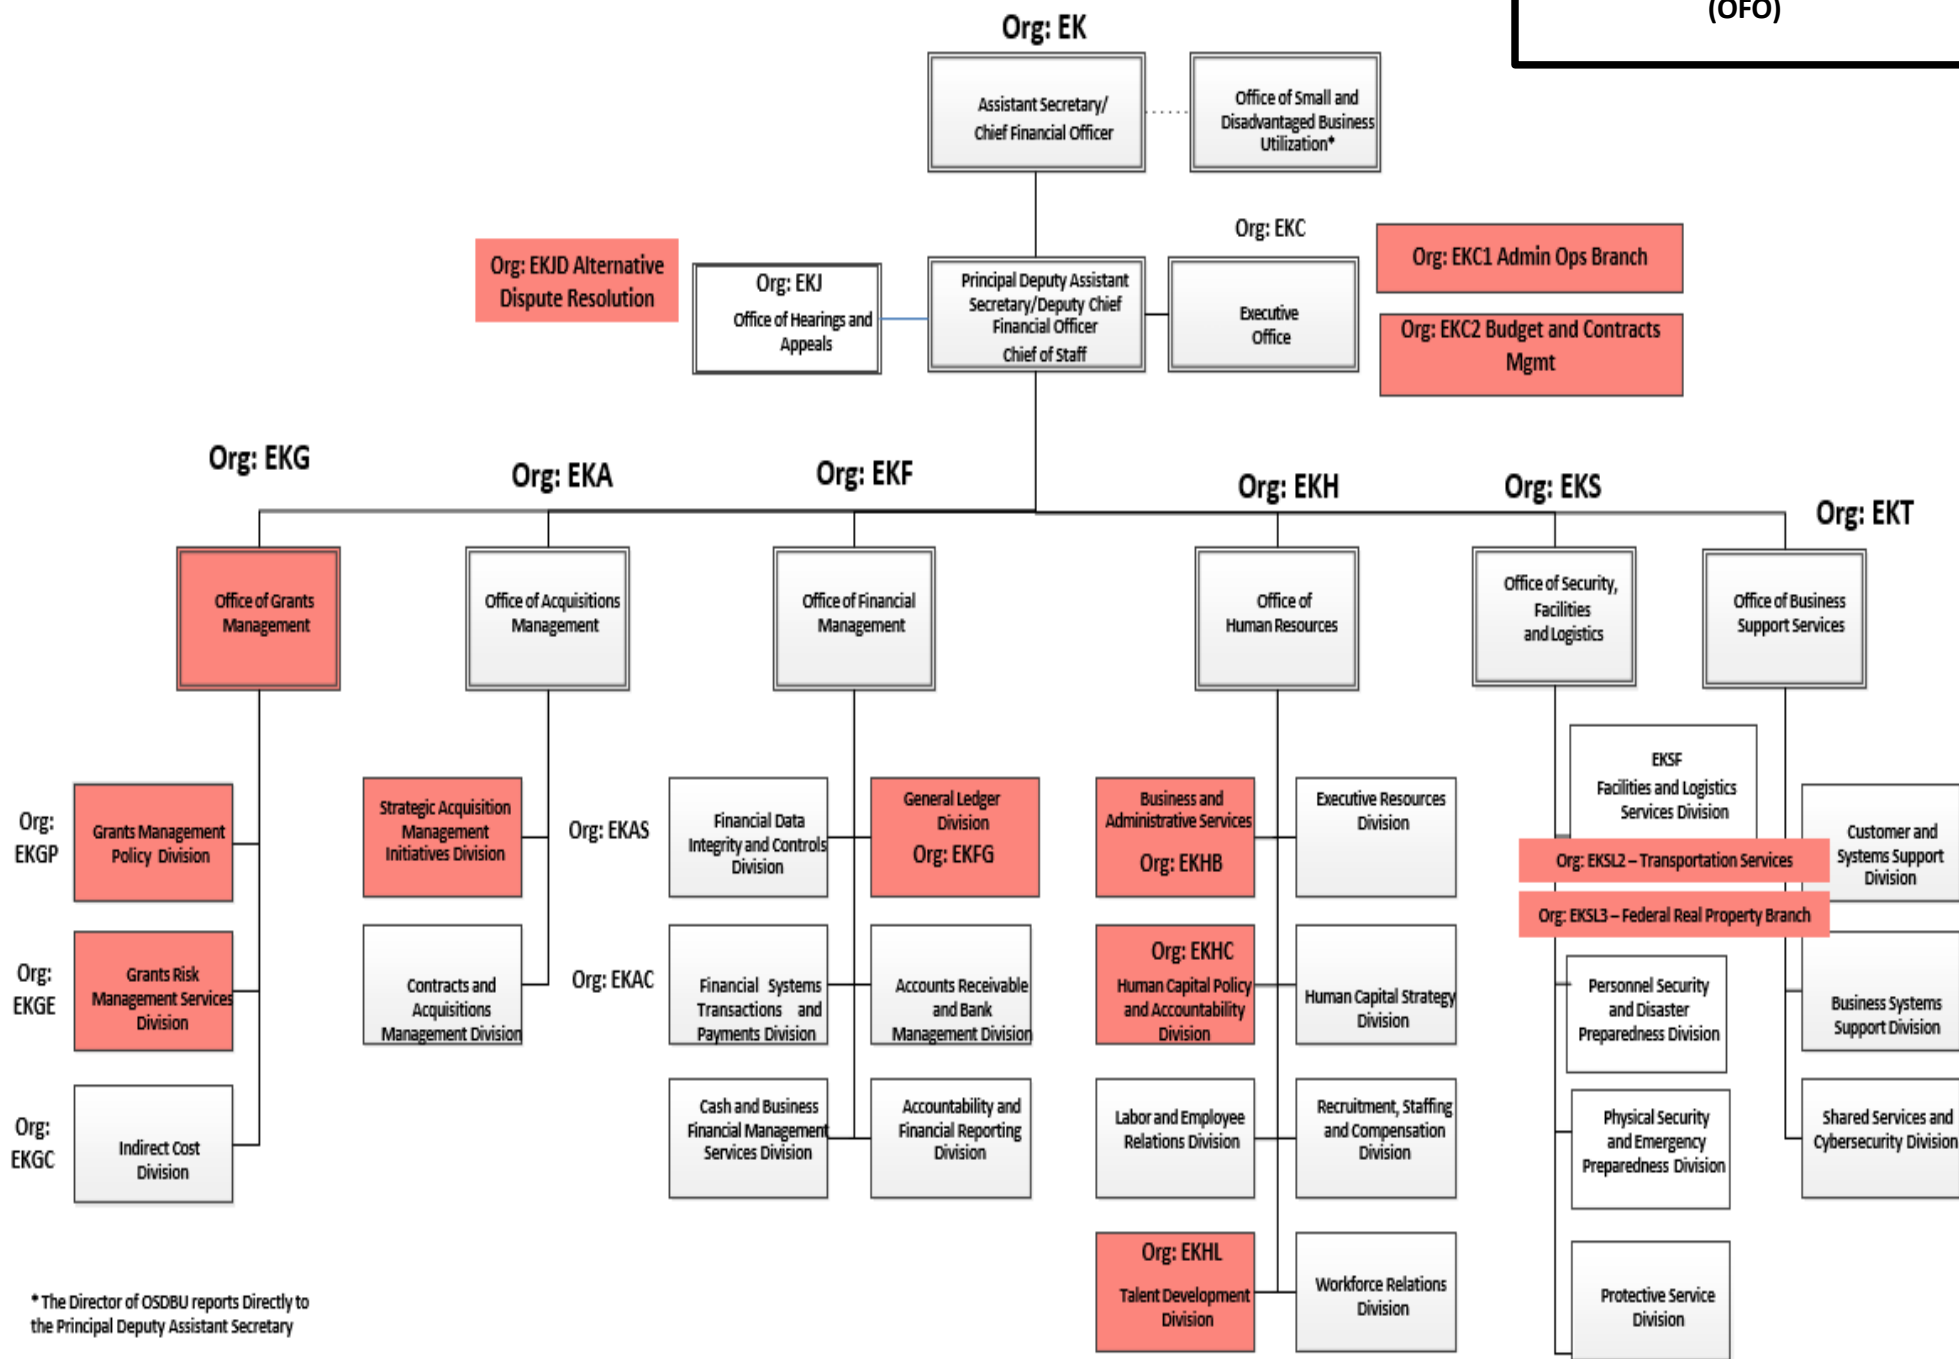 (OFO)
Org: EK
Assistant Secretary/
Chief Financial Officer
Office of Small and
Disadvantaged Business
Utilization*
Org: EKC
Org: EKJD Alternative
Dispute Resolution
Org: EKJ
Office of Hearings and
Appeals
Principal Deputy Assistant
Secretary/Deputy Chief
Financial Officer
Chief of Staff
Executive
Office
Org: EKC1 Admin Ops Branch
Org: EKC2 Budget and Contracts
Mgmt
Org: EKG
Org: EKA
Org: EKF
Org: EKH
Org: EKS
Org: EKT
Office of Grants
Management
Office of Acquisitions
Management
Office of Financial
Management
Office of
Human Resources
Office of Security,
Facilities
and Logistics
Office of Business
Support Services
Org:
EKGP
Grants Management
Policy Division
Org:
EKGE
Grants Risk
Management Services
Division
Org:
EKGC
Indirect Cost
Division
Strategic Acquisition
Management
Initiatives Division
Org: EKAS
Contracts and
Acquisitions
Management Division
Org: EKAC
Financial Data
Integrity and Controls
Division
General Ledger
Division
Org: EKFG
Financial Systems
Transactions and
Payments Division
Accounts Receivable
and Bank
Management Division
Cash and Business
Financial Management
Services Division
Accountability and
Financial Reporting
Division
Business and
Administrative Services
Org: EKHB
Executive Resources
Division
Org: EKHC
Human Capital Policy
and Accountability
Division
Human Capital Strategy
Division
Labor and Employee
Relations Division
Recruitment, Staffing
and Compensation
Division
Org: EKHL
Talent Development
Division
Workforce Relations
Division
EKSF
Facilities and Logistics
Services Division
Org: EKSL2 – Transportation Services
Org: EKSL3 – Federal Real Property Branch
Personnel Security
and Disaster
Preparedness Division
Physical Security
and Emergency
Preparedness Division
Protective Service
Division
Customer and
Systems Support
Division
Business Systems
Support Division
Shared Services and
Cybersecurity Division
* The Director of OSDBU reports Directly to
the Principal Deputy Assistant Secretary